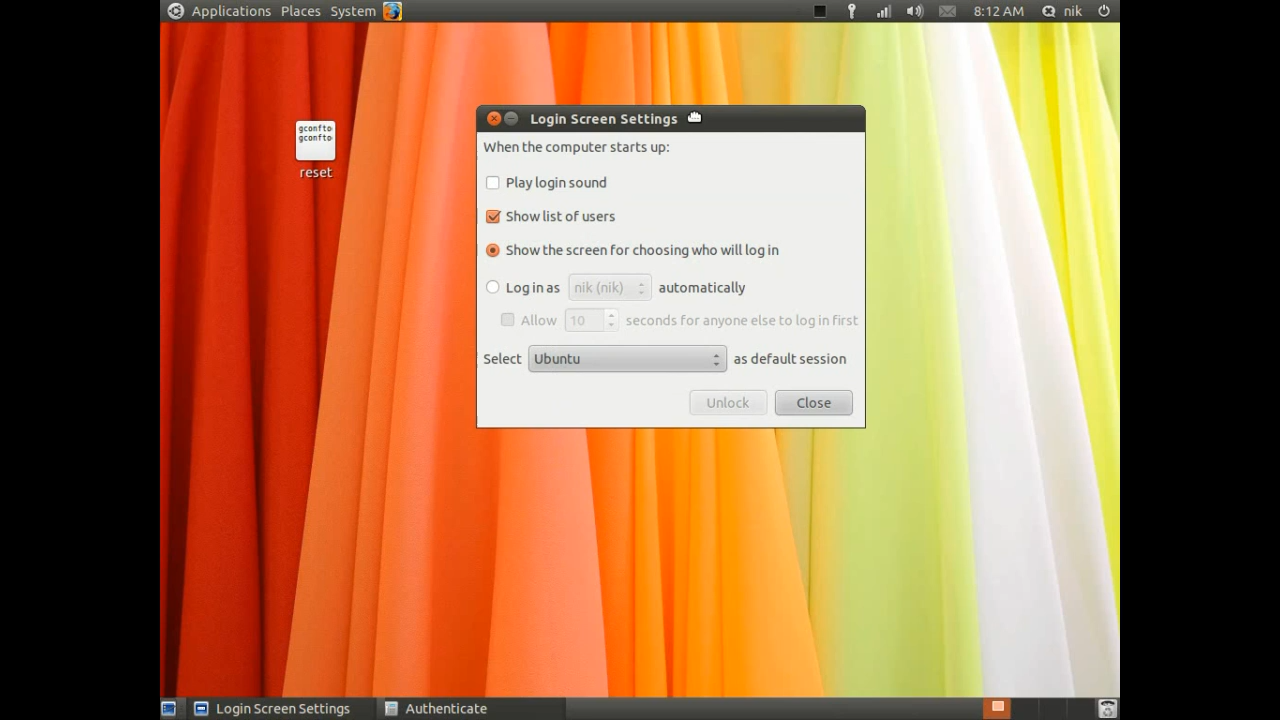 Applications Places System 8:12 AM nik
Login Screen Settings
When the computer starts up:
gconfto
gconfto
reset
Play login sound
Show list of users
Show the screen for choosing who will log in
Log in as nik (nik) automatically
Allow 10 seconds for anyone else to log in first
Select Ubuntu as default session
Unlock Close
Login Screen Settings Authenticate